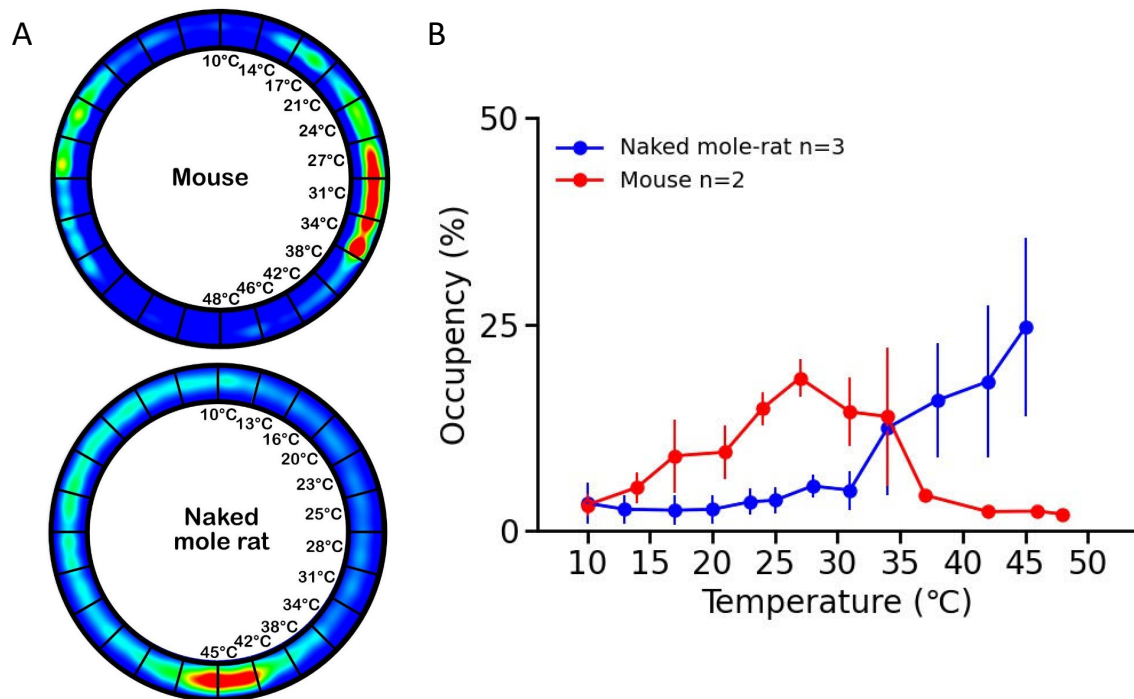 A
10°C
14°C
17°C
21°C
24°C
27°C
31°C
34°C
38°C
42°C
46°C
48°C
Mouse
10°C
13°C
16°C
20°C
23°C
25°C
28°C
31°C
34°C
38°C
42°C
45°C
Naked
mole rat
B
50
25
0
Occupency (%)
Naked mole-rat n=3
Mouse n=2
10 15 20 25 30 35 40 45 50
Temperature (°C)